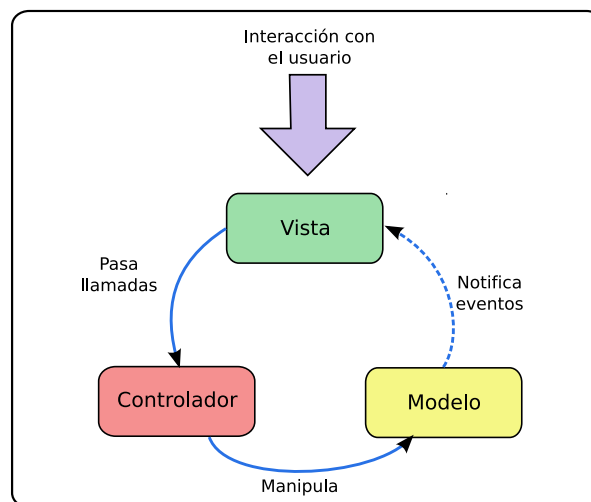 Interacción con
el usuario
Vista
Pasa
llamadas
Notifica
eventos
Controlador
Modelo
Manipula